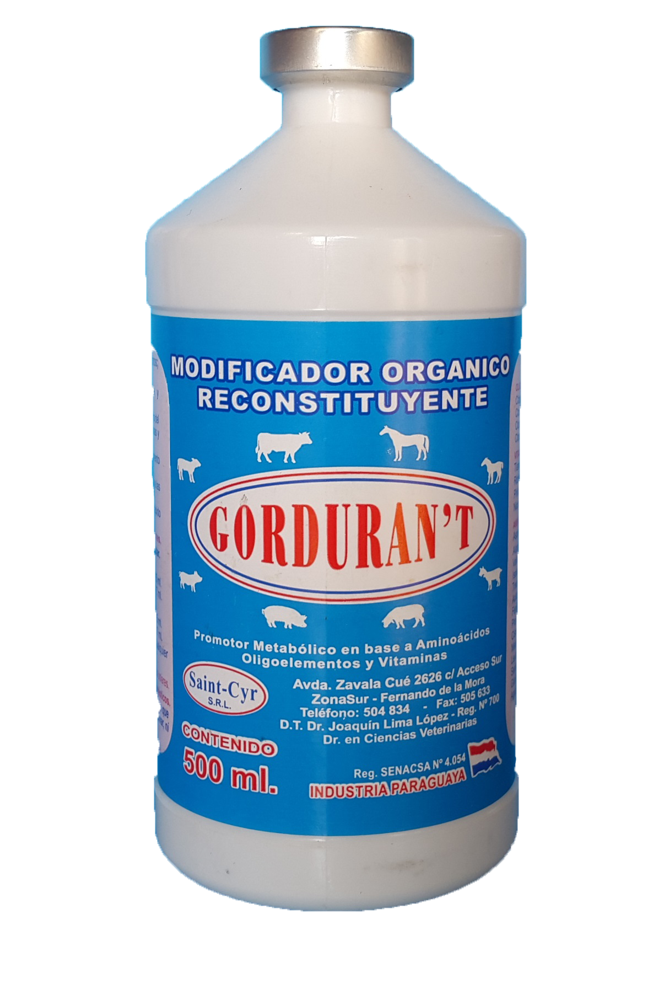 MODIFICADOR ORGANICO
RECONSTITUYENTE
GORDURAN'T
Promotor Metabólico en base a Aminoácidos
Oligoelementos y Vitaminas
Saint-Cyr
S.R.L.
Avda. Zavala Cué 2626 c/ Acceso Sur
ZonaSur - Fernando de la Mora
Teléfono: 504 834 - Fax: 505 633
D.T. Dr. Joaquín Lima López - Reg. Nº 700
Dr. en Ciencias Veterinarias
CONTENIDO
500 ml.
Reg. SENACSA Nº 4.054
INDUSTRIA PARAGUAYA